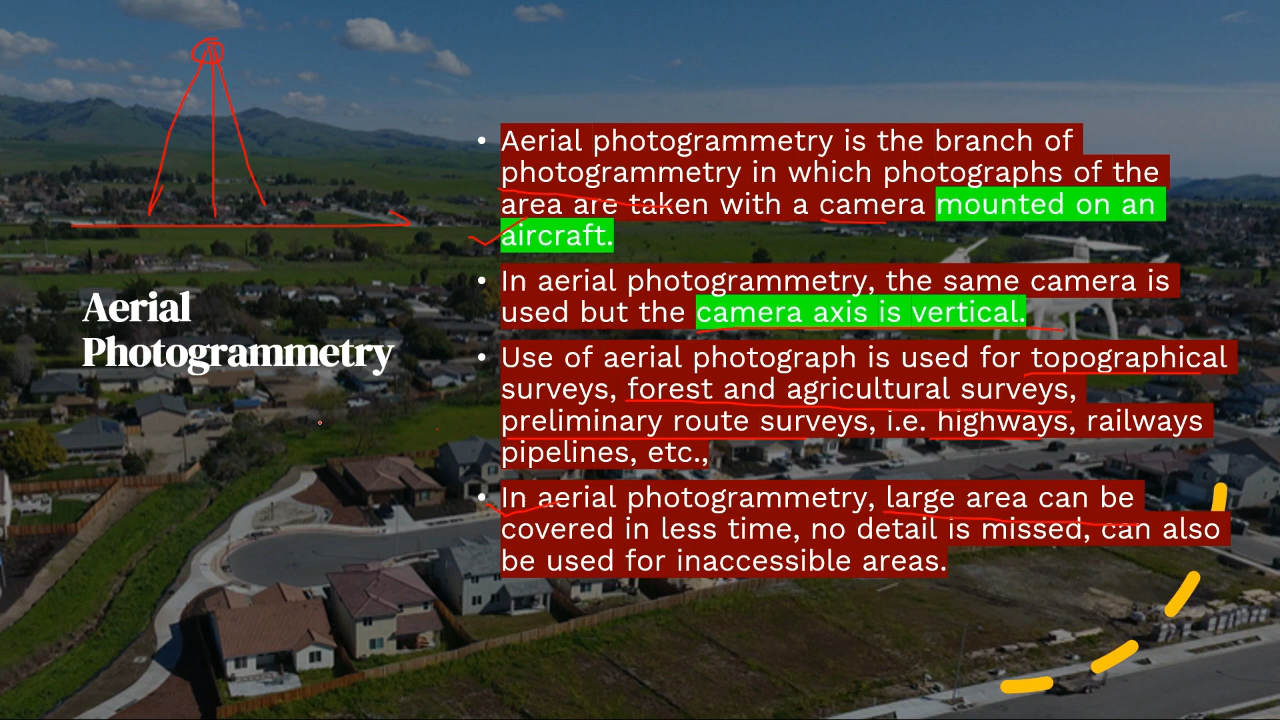 Aerial
Photogrammetry
• Aerial photogrammetry is the branch of
photogrammetry in which photographs of the
area are taken with a camera mounted on an
aircraft.
• In aerial photogrammetry, the same camera is
used but the camera axis is vertical.
• Use of aerial photograph is used for topographical
surveys, forest and agricultural surveys,
preliminary route surveys, i.e. highways, railways
pipelines, etc.,
• In aerial photogrammetry, large area can be
covered in less time, no detail is missed, can also
be used for inaccessible areas.